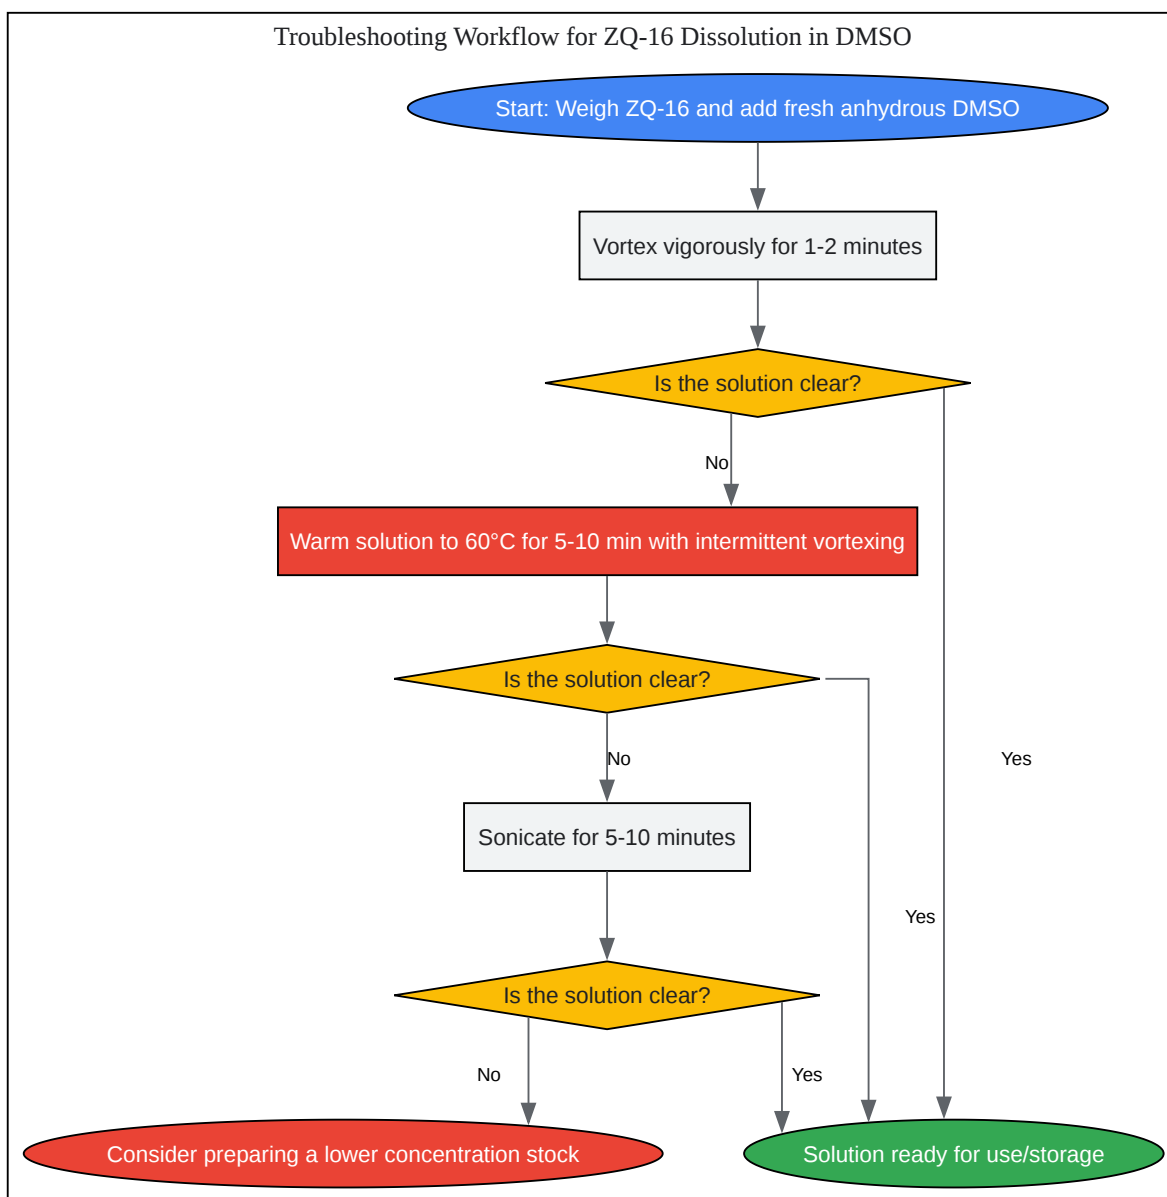 Troubleshooting Workflow for ZQ-16 Dissolution in DMSO
Start: Weigh ZQ-16 and add fresh anhydrous DMSO
Vortex vigorously for 1-2 minutes
Is the solution clear?
No
Warm solution to 60°C for 5-10 min with intermittent vortexing
Is the solution clear?
No
Yes
Sonicate for 5-10 minutes
Yes
Is the solution clear?
No
Yes
Consider preparing a lower concentration stock
Solution ready for use/storage